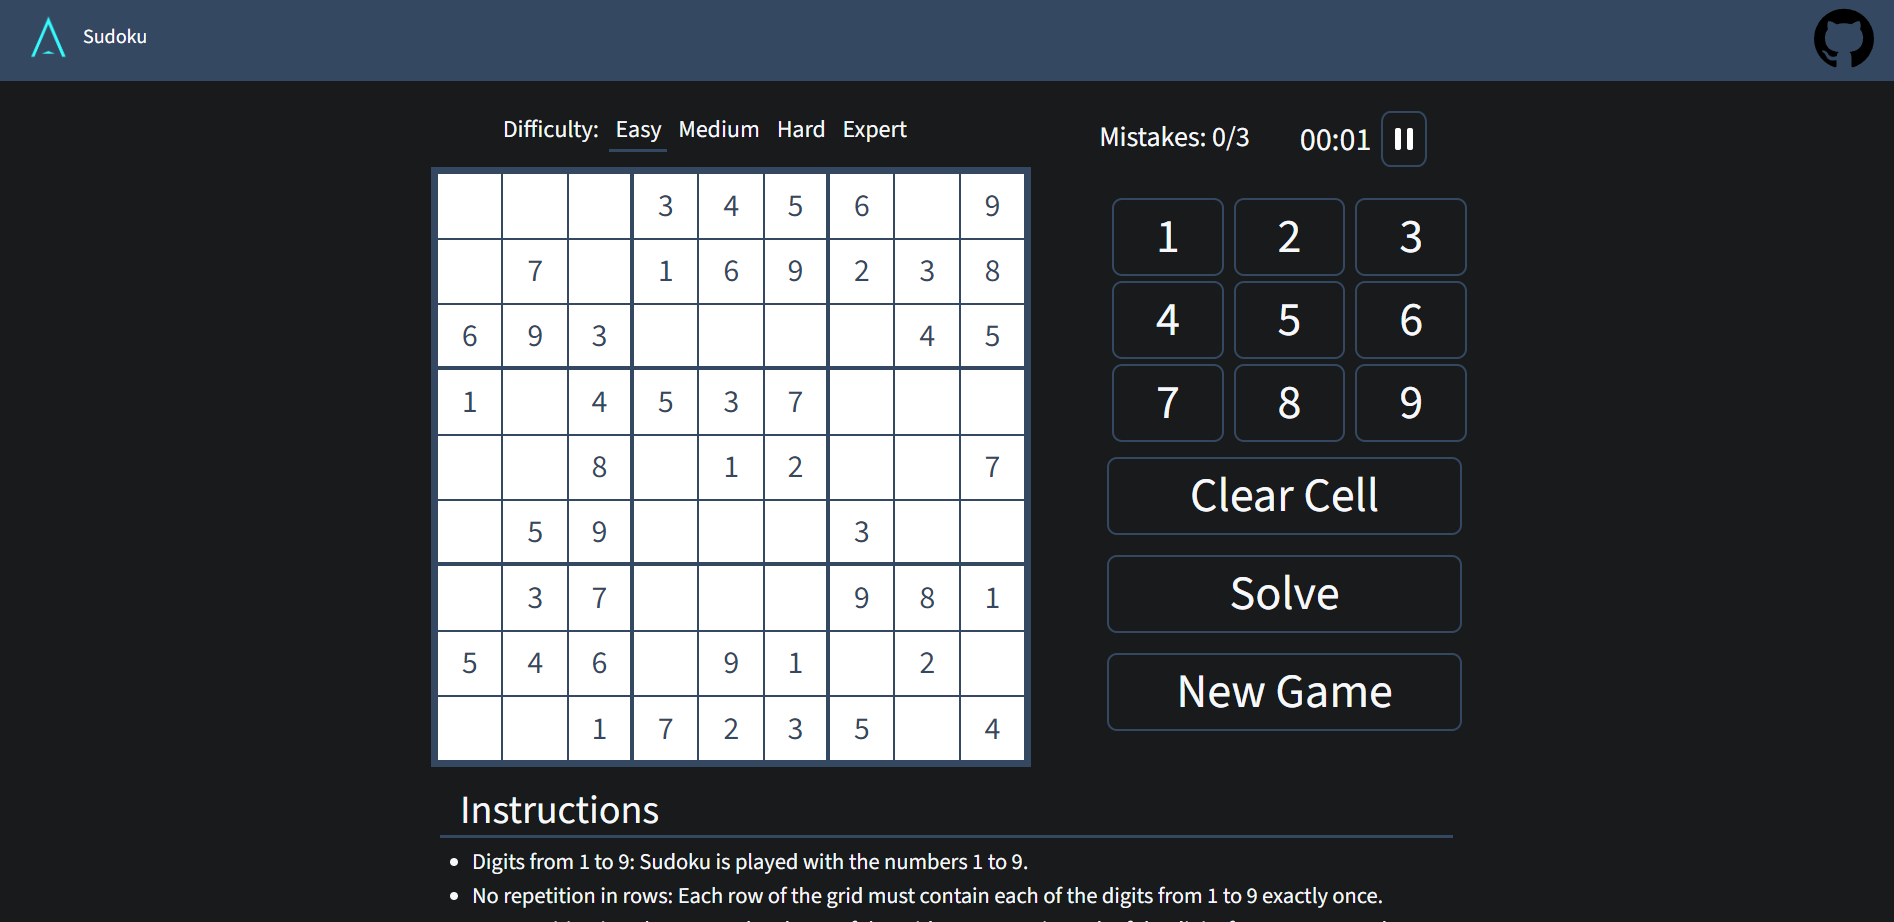 Sudoku
Difficulty: Easy Medium Hard Expert
Mistakes: 0/3 00:01
3 4 5 6 9
7 1 6 9 2 3 8
6 9 3 4 5
1 4 5 3 7
8 1 2 7
5 9 3
3 7 9 8 1
5 4 6 9 1 2
1 7 2 3 5 4
1 2 3
4 5 6
7 8 9
Clear Cell
Solve
New Game
Instructions
Digits from 1 to 9: Sudoku is played with the numbers 1 to 9.
No repetition in rows: Each row of the grid must contain each of the digits from 1 to 9 exactly once.